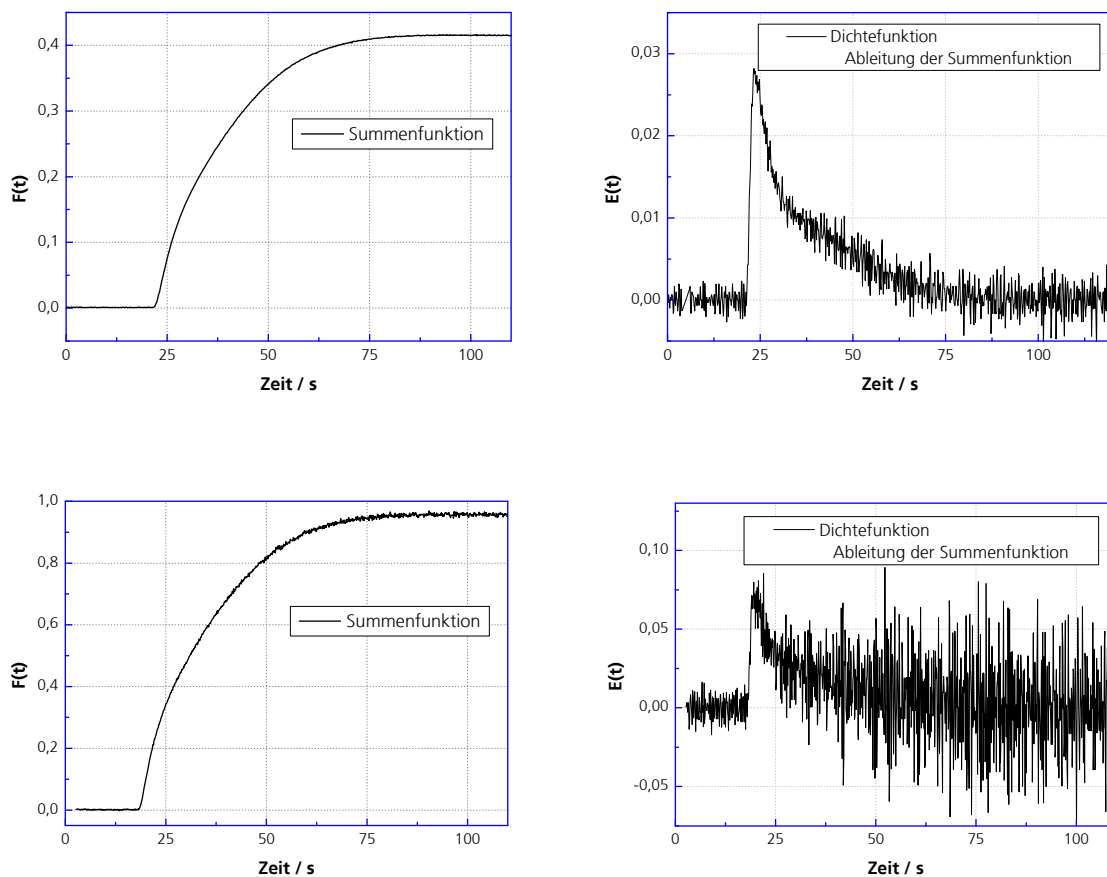 0,4
0,3
0,2
0,1
0,0
F(t)
Summenfunktion
0 25 50 75 100
Zeit / s
0,03
0,02
0,01
0,00
E(t)
Dichtefunktion
Ableitung der Summenfunktion
0 25 50 75 100
Zeit / s
1,0
0,8
0,6
0,4
0,2
0,0
F(t)
Summenfunktion
0 25 50 75 100
Zeit / s
0,10
0,05
0,00
-0,05
E(t)
Dichtefunktion
Ableitung der Summenfunktion
0 25 50 75 100
Zeit / s